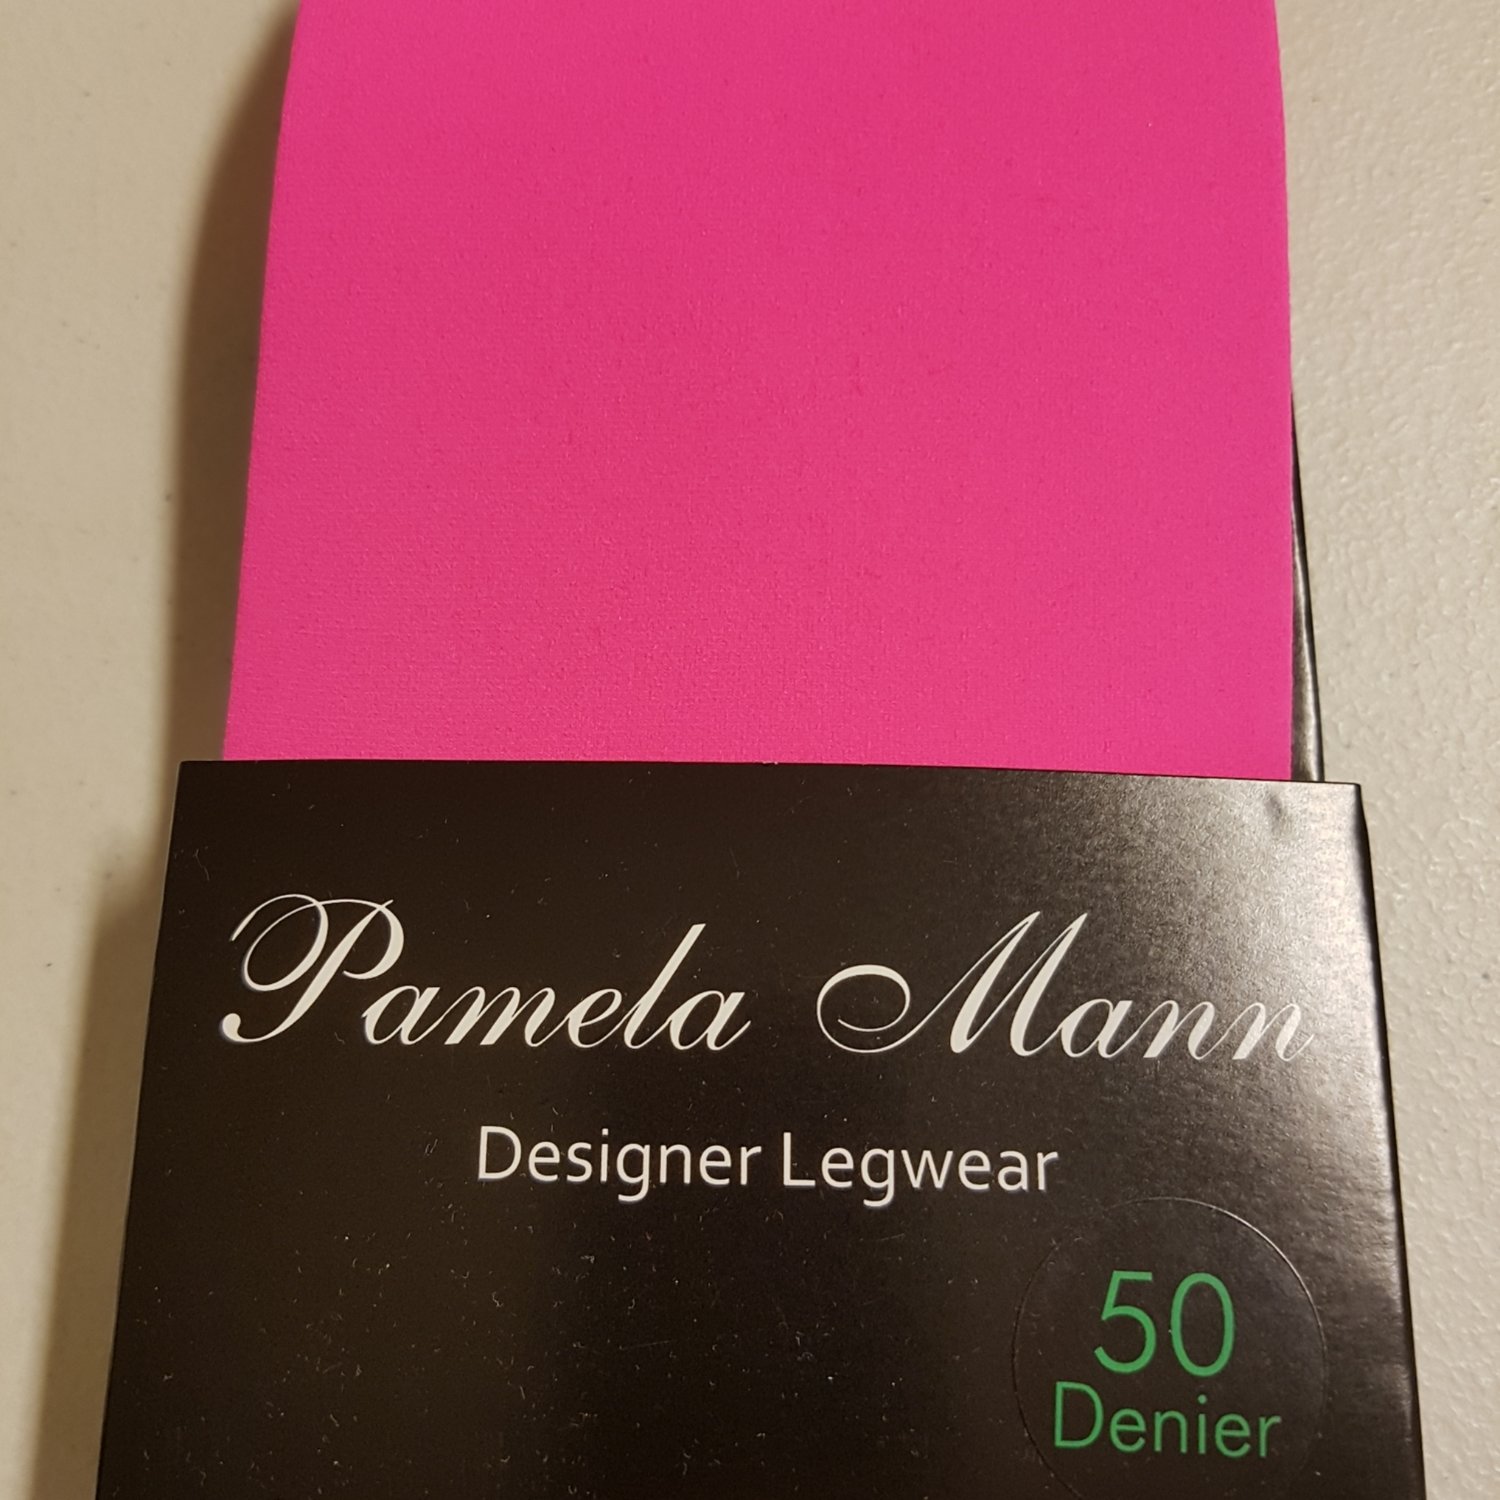 Pamela Mann
Designer Legwear
50
Denier